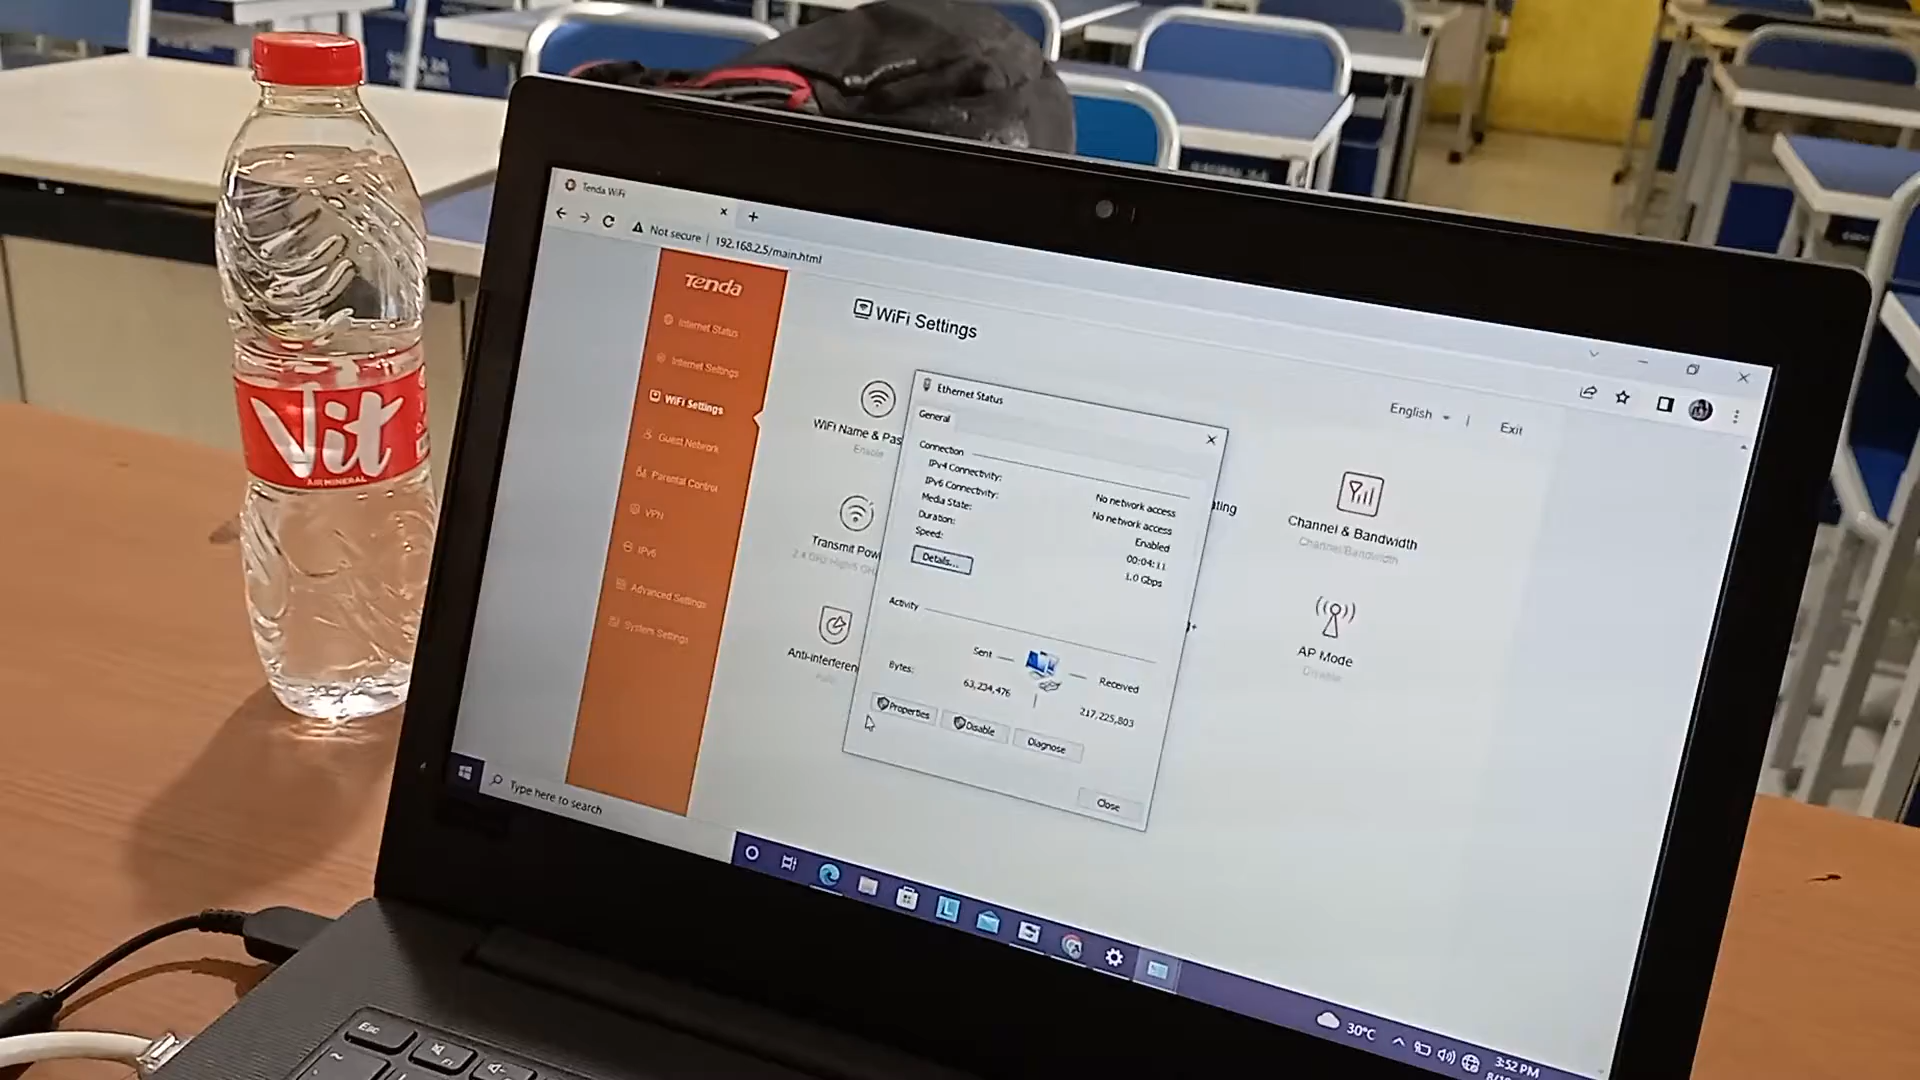 Vit
AIR MINERAL
Tenda WiFi
Not secure | 192.168.2.5/main.html
Tenda
Internet Status
Internet Settings
WiFi Settings
Guest Network
Parental Control
VPN
IPv6
Advanced Settings
System Settings
WiFi Settings
English
Exit
WiFi Name & Pas
Enable
Transmit Pow
Anti-interferen
Auto
ating
Channel & Bandwidth
Channel/Bandwidth
AP Mode
Disable
Ethernet Status
General
Connection
IPv4 Connectivity: No network access
IPv6 Connectivity: No network access
Media State: Enabled
Duration: 00:04:11
Speed: 1.0 Gbps
Details...
Activity
Sent
Received
Bytes: 63,234,476 217,225,803
Properties
Disable
Diagnose
Close
Type here to search
30°C
3:52 PM
Esc